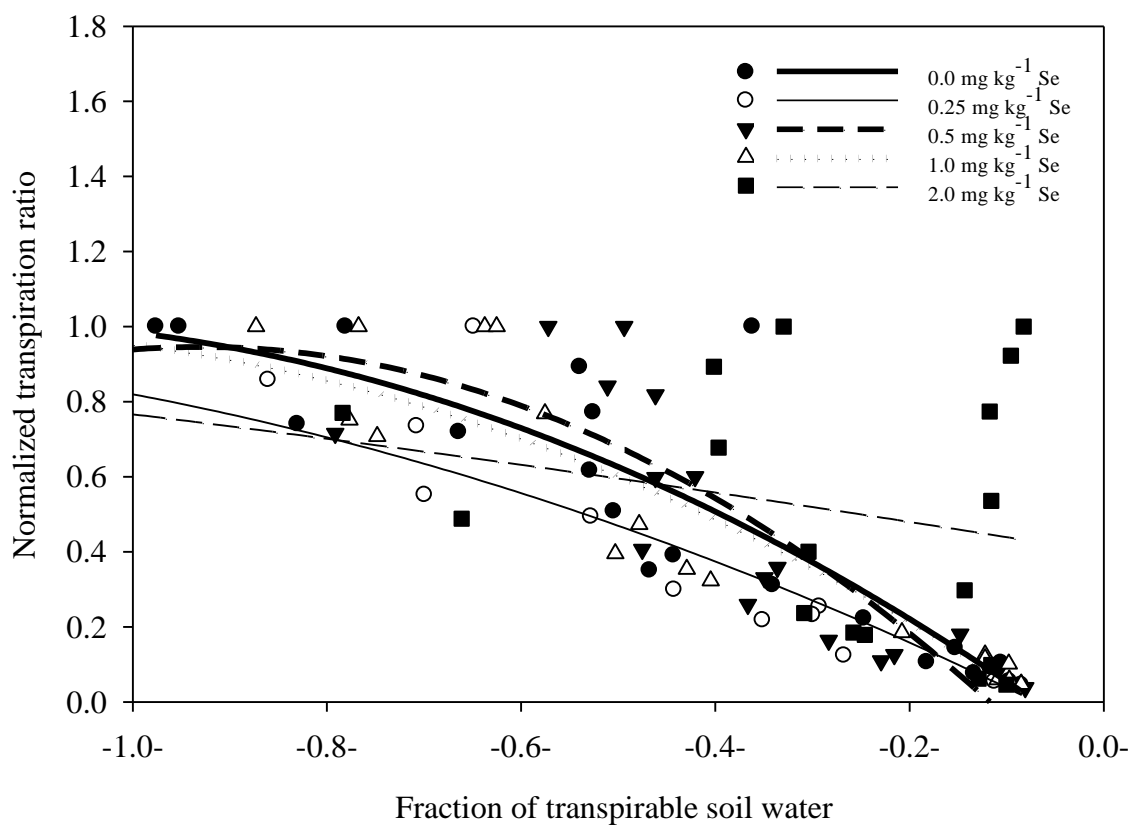 1.8
1.6
1.4
1.2
1.0
0.8
0.6
0.4
0.2
0.0
Normalized transpiration ratio
0.0 mg kg-1 Se
0.25 mg kg-1 Se
0.5 mg kg-1 Se
1.0 mg kg-1 Se
2.0 mg kg-1 Se
-1.0- -0.8- -0.6- -0.4- -0.2- 0.0-
Fraction of transpirable soil water